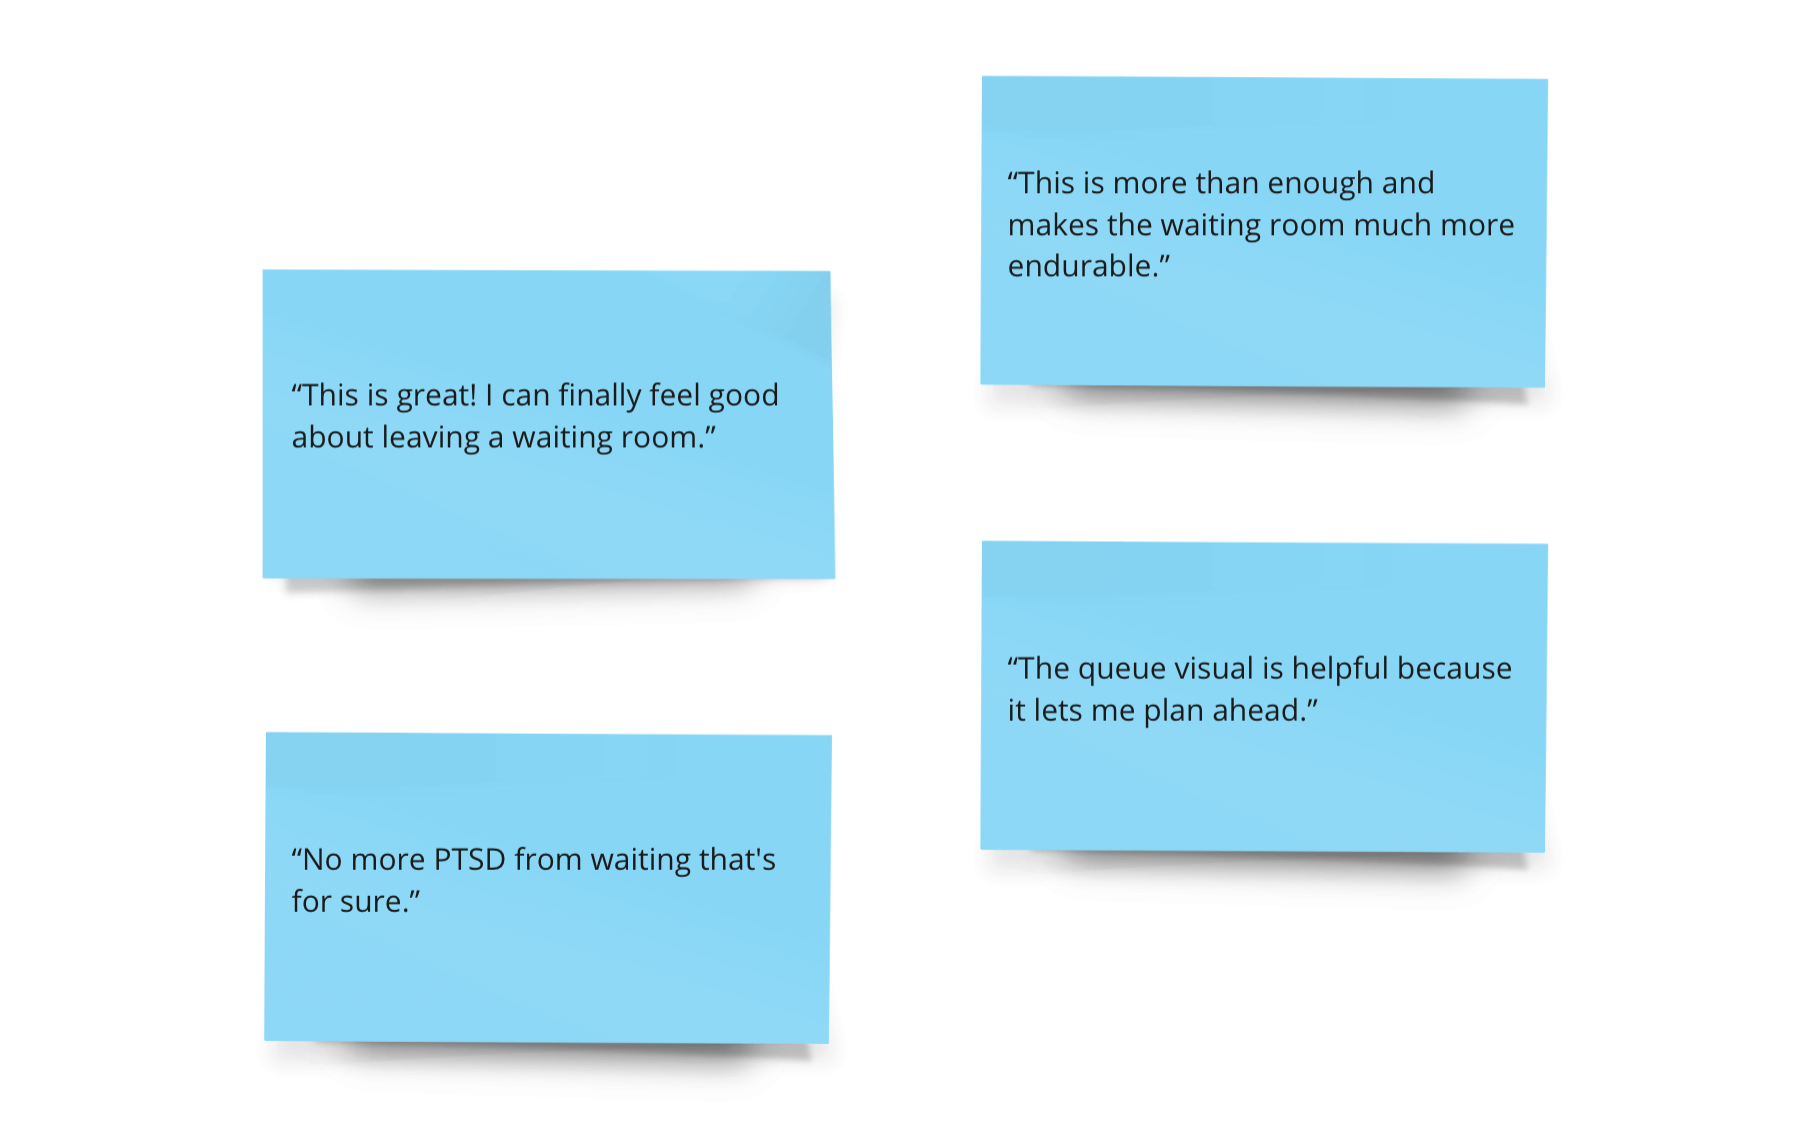 “This is great! I can finally feel good
about leaving a waiting room.”
“No more PTSD from waiting that's
for sure.”
“This is more than enough and
makes the waiting room much more
endurable.”
“The queue visual is helpful because
it lets me plan ahead.”